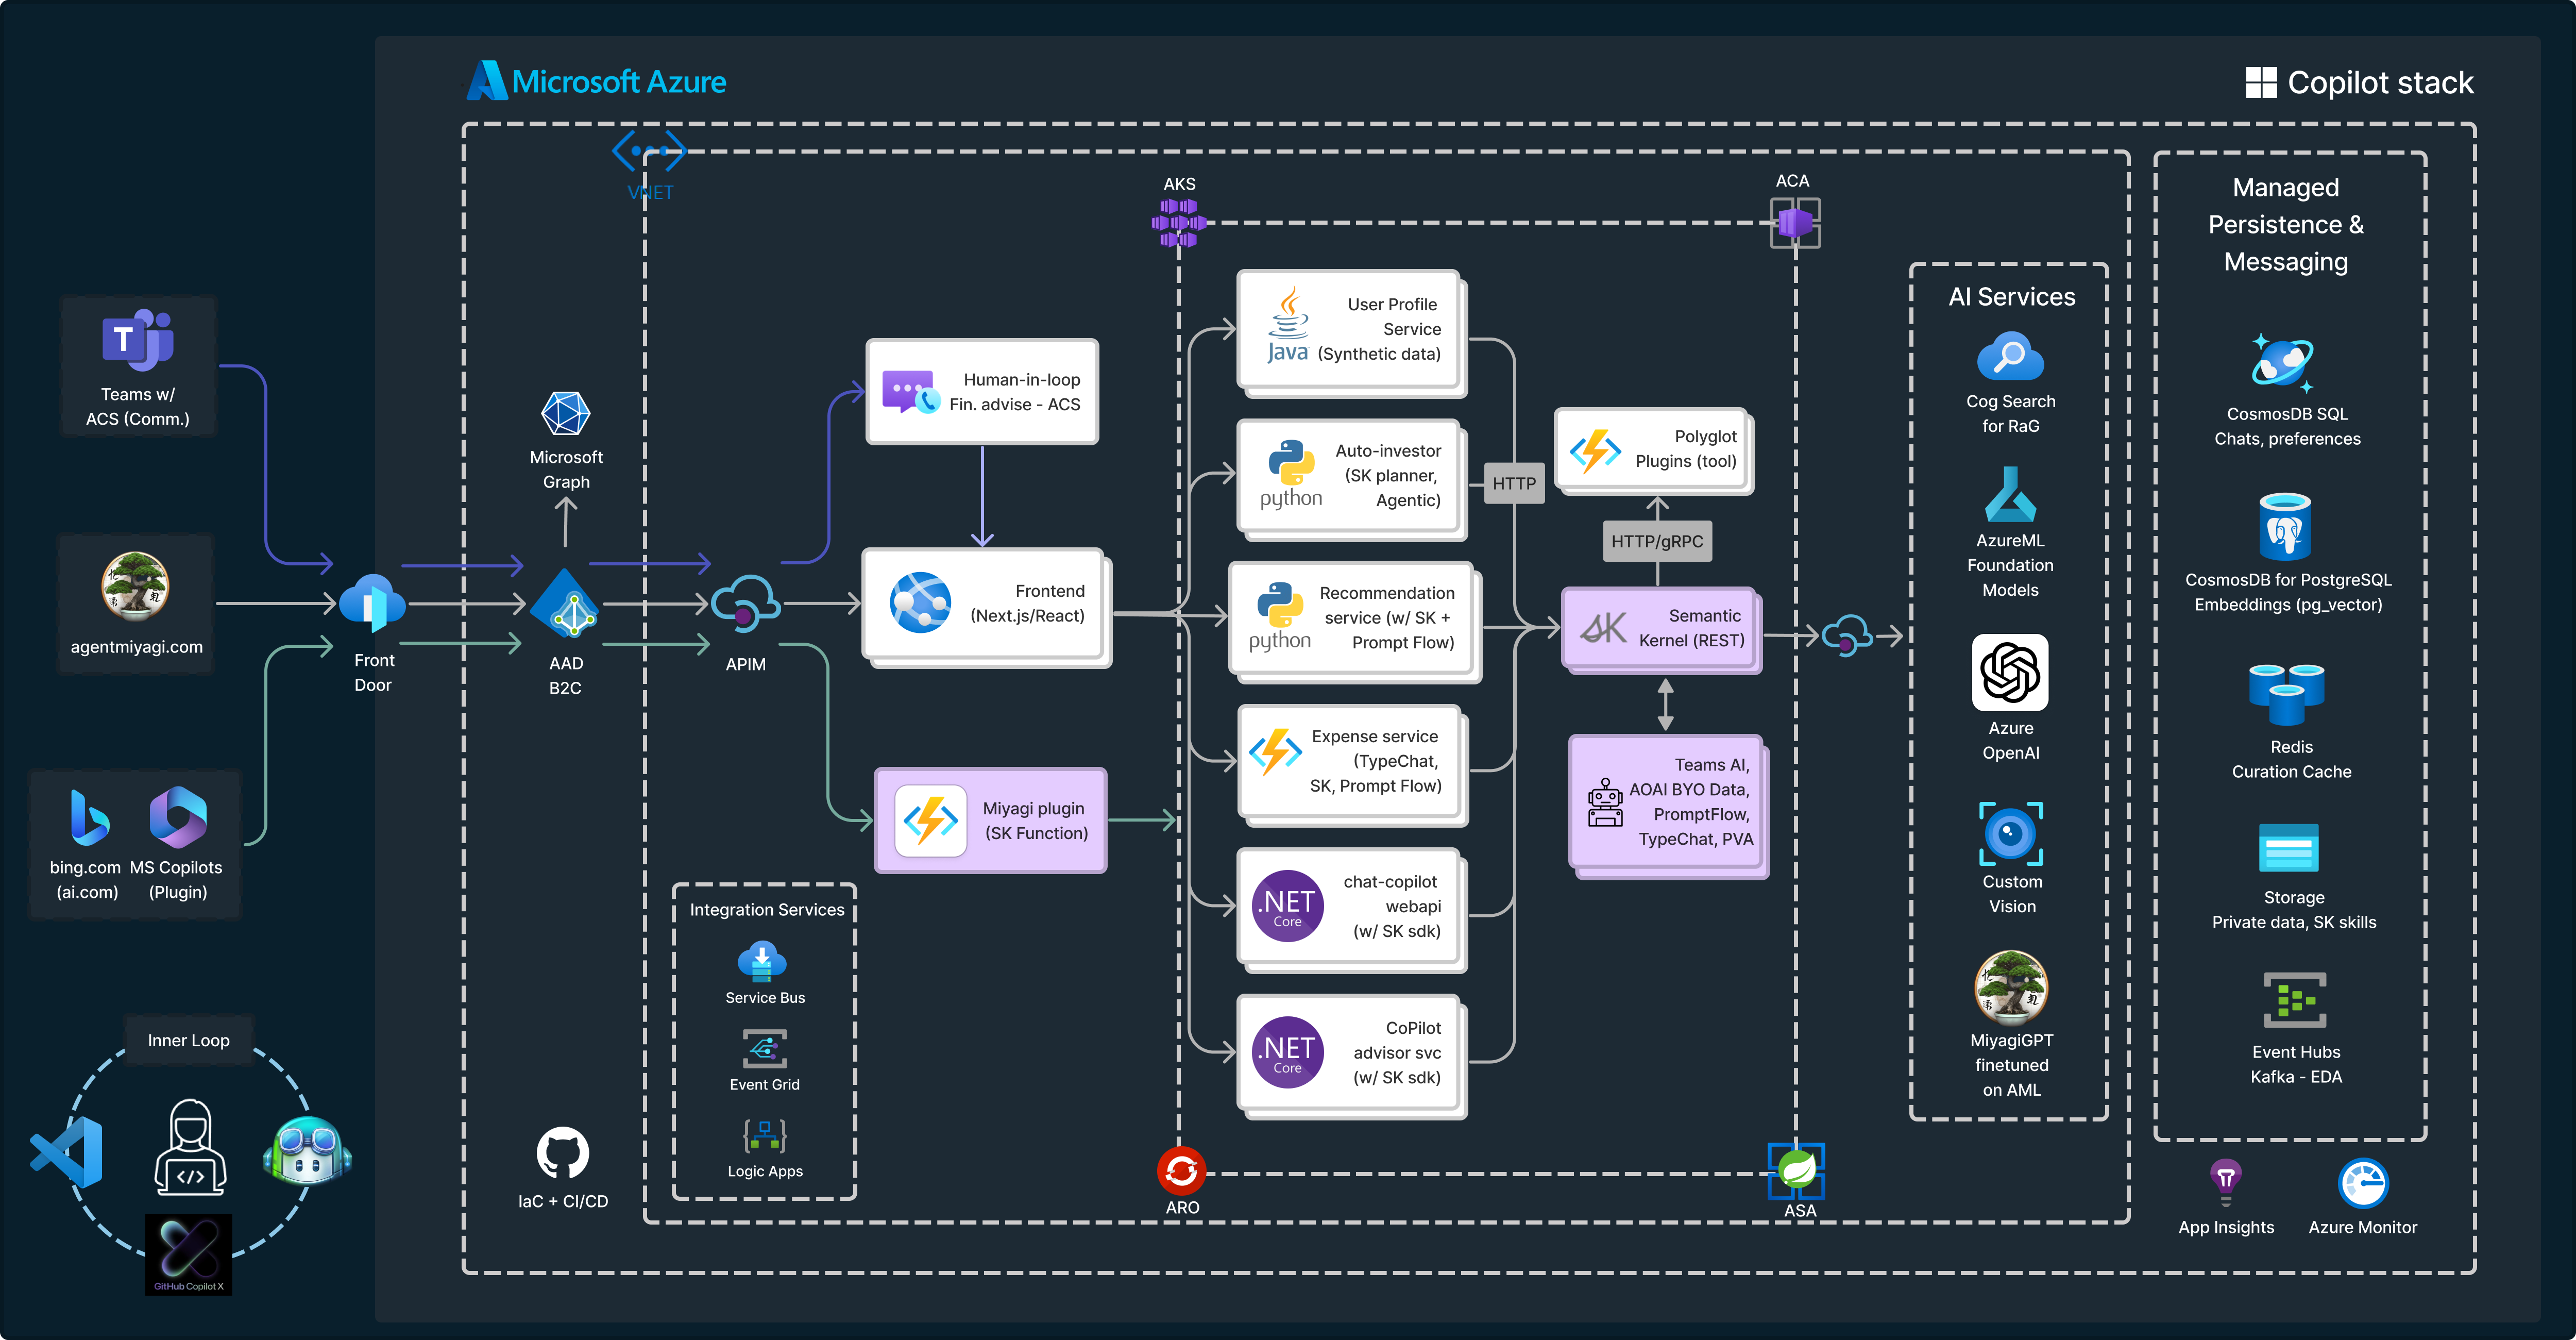 Microsoft Azure
Copilot stack
VNET
AKS
ACA
Managed
Persistence &
Messaging
T
Teams w/
ACS (Comm.)
agentmiyagi.com
bing.com
(ai.com)
MS Copilots
(Plugin)
Front
Door
Microsoft
Graph
AAD
B2C
APIM
Human-in-loop
Fin. advise - ACS
Frontend
(Next.js/React)
Miyagi plugin
(SK Function)
Integration Services
Service Bus
Event Grid
Logic Apps
Java
User Profile
Service
(Synthetic data)
python
Auto-investor
(SK planner,
Agentic)
python
Recommendation
service (w/ SK +
Prompt Flow)
Expense service
(TypeChat,
SK, Prompt Flow)
.NET
Core
chat-copilot
webapi
(w/ SK sdk)
.NET
Core
CoPilot
advisor svc
(w/ SK sdk)
HTTP
Polyglot
Plugins (tool)
HTTP/gRPC
SK
Semantic
Kernel (REST)
Teams AI,
AOAI BYO Data,
PromptFlow,
TypeChat, PVA
AI Services
Cog Search
for RaG
AzureML
Foundation
Models
Azure
OpenAI
Custom
Vision
MiyagiGPT
finetuned
on AML
CosmosDB SQL
Chats, preferences
CosmosDB for PostgreSQL
Embeddings (pg_vector)
Redis
Curation Cache
Storage
Private data, SK skills
Event Hubs
Kafka - EDA
App Insights
Azure Monitor
ARO
ASA
IaC + CI/CD
Inner Loop
</>
GitHub Copilot X